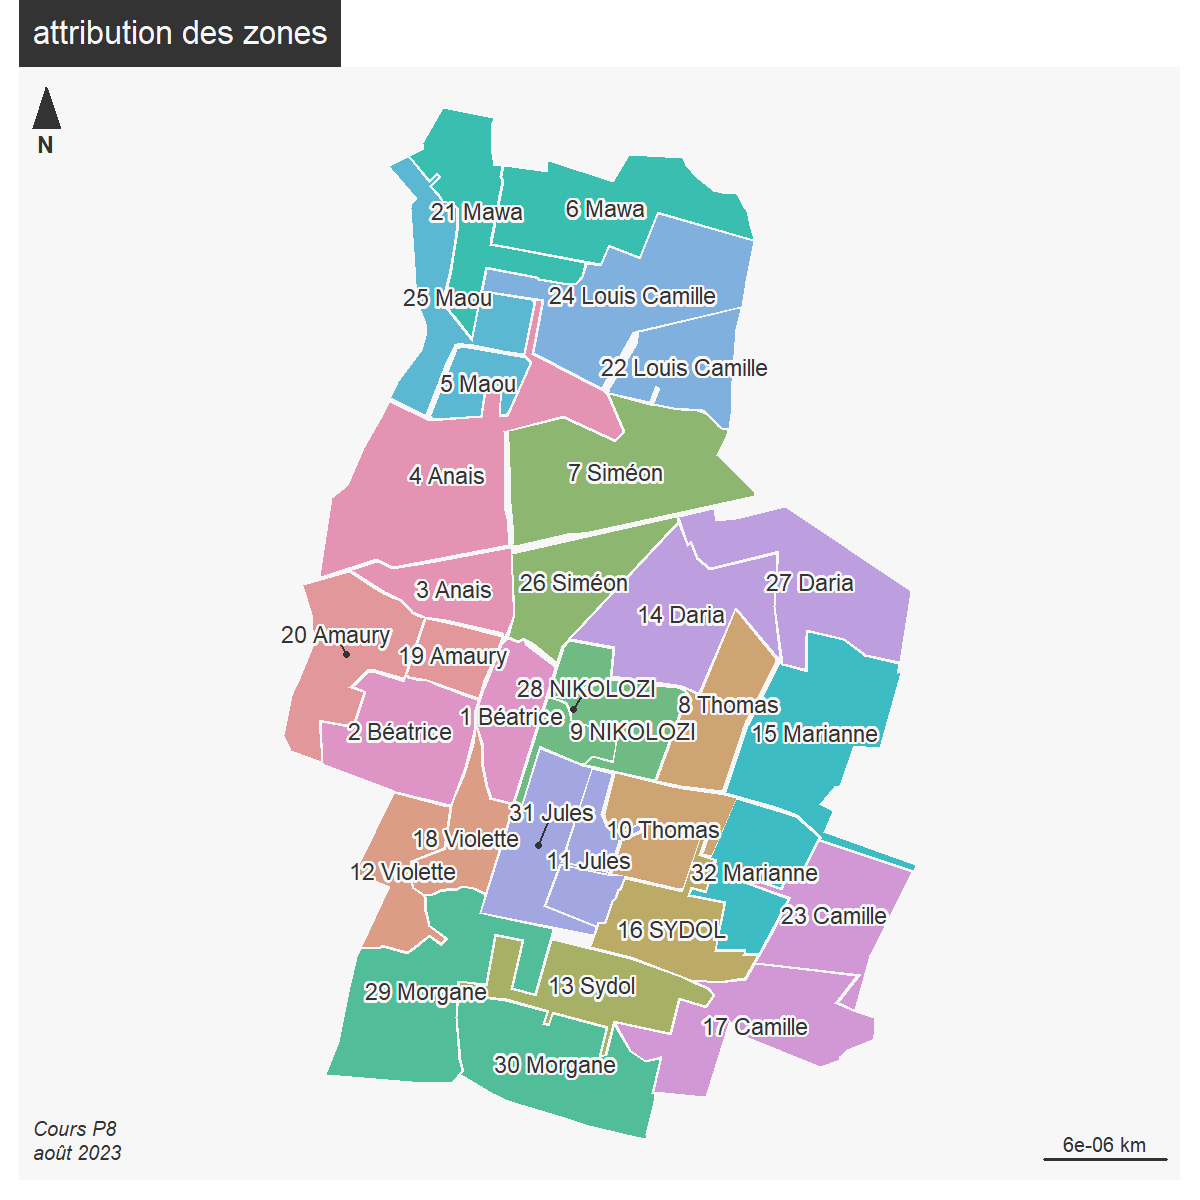 attribution des zones
N
21 Mawa
6 Mawa
25 Maou
24 Louis Camille
22 Louis Camille
5 Maou
4 Anais
7 Siméon
3 Anais
26 Siméon
27 Daria
14 Daria
20 Amaury
19 Amaury
28 NIKOLOZI
8 Thomas
1 Béatrice
2 Béatrice
9 NIKOLOZI
15 Marianne
31 Jules
10 Thomas
18 Violette
11 Jules
12 Violette
32 Marianne
23 Camille
16 SYDOL
29 Morgane
13 Sydol
17 Camille
30 Morgane
Cours P8
août 2023
6e-06 km